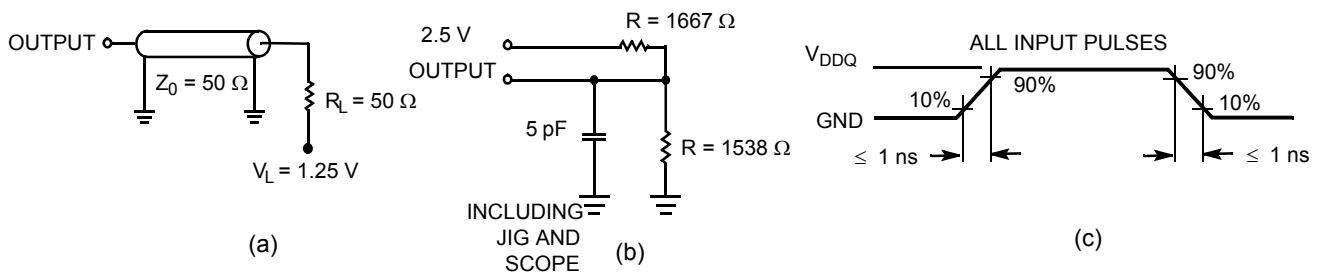 OUTPUT
Z0 = 50 Ω
RL = 50 Ω
VL = 1.25 V
(a)
R = 1667 Ω
2.5 V
OUTPUT
5 pF
R = 1538 Ω
INCLUDING
JIG AND
SCOPE
(b)
ALL INPUT PULSES
VDDQ
GND
10%
90%
90%
10%
≤ 1 ns
≤ 1 ns
(c)